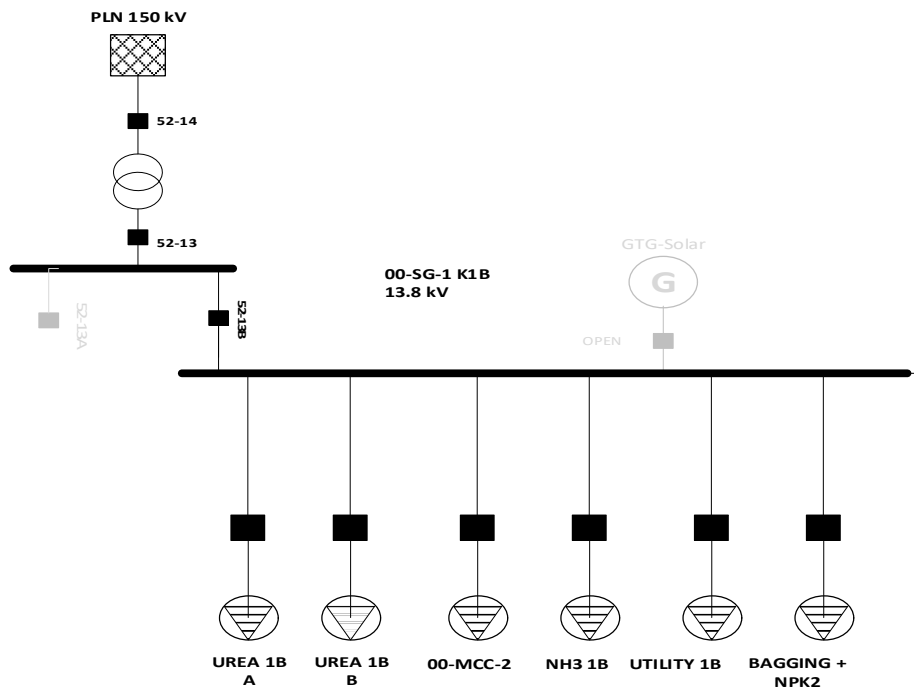 PLN 150 kV
52-14
52-13
GTG-Solar
G
00-SG-1 K1B
13.8 kV
52-13A
52-13B
OPEN
UREA 1B
A
UREA 1B
B
00-MCC-2
NH3 1B
UTILITY 1B
BAGGING +
NPK2